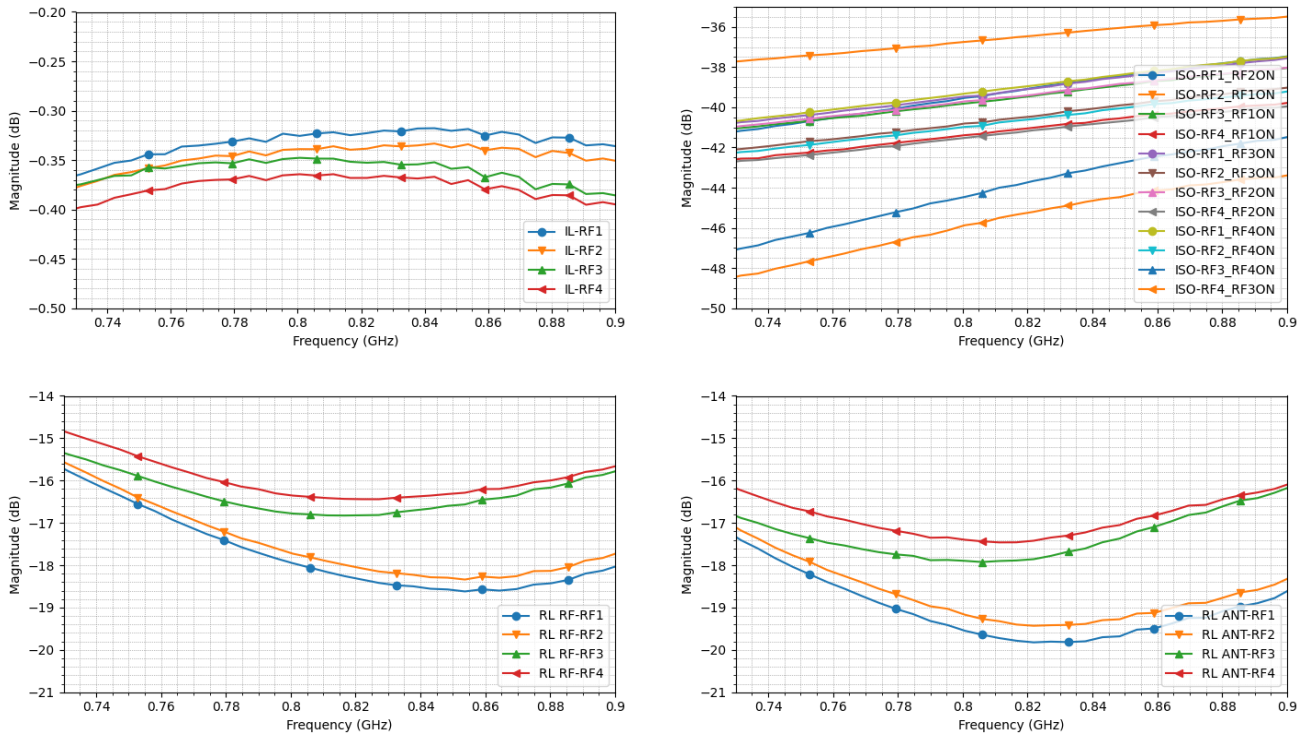 −0.20
−0.25
−0.30
−0.35
−0.40
−0.45
−0.50
Magnitude (dB)
0.74
0.76
0.78
0.8
0.82
0.84
0.86
0.88
0.9
Frequency (GHz)
IL-RF1
IL-RF2
IL-RF3
IL-RF4
−36
−38
−40
−42
−44
−46
−48
−50
Magnitude (dB)
0.74
0.76
0.78
0.8
0.82
0.84
0.86
0.88
0.9
Frequency (GHz)
ISO-RF1_RF2ON
ISO-RF2_RF1ON
ISO-RF3_RF1ON
ISO-RF4_RF1ON
ISO-RF1_RF3ON
ISO-RF2_RF3ON
ISO-RF3_RF2ON
ISO-RF4_RF2ON
ISO-RF1_RF4ON
ISO-RF2_RF4ON
ISO-RF3_RF4ON
ISO-RF4_RF3ON
−14
−15
−16
−17
−18
−19
−20
−21
Magnitude (dB)
0.74
0.76
0.78
0.8
0.82
0.84
0.86
0.88
0.9
Frequency (GHz)
RL RF-RF1
RL RF-RF2
RL RF-RF3
RL RF-RF4
−14
−15
−16
−17
−18
−19
−20
−21
Magnitude (dB)
0.74
0.76
0.78
0.8
0.82
0.84
0.86
0.88
0.9
Frequency (GHz)
RL ANT-RF1
RL ANT-RF2
RL ANT-RF3
RL ANT-RF4